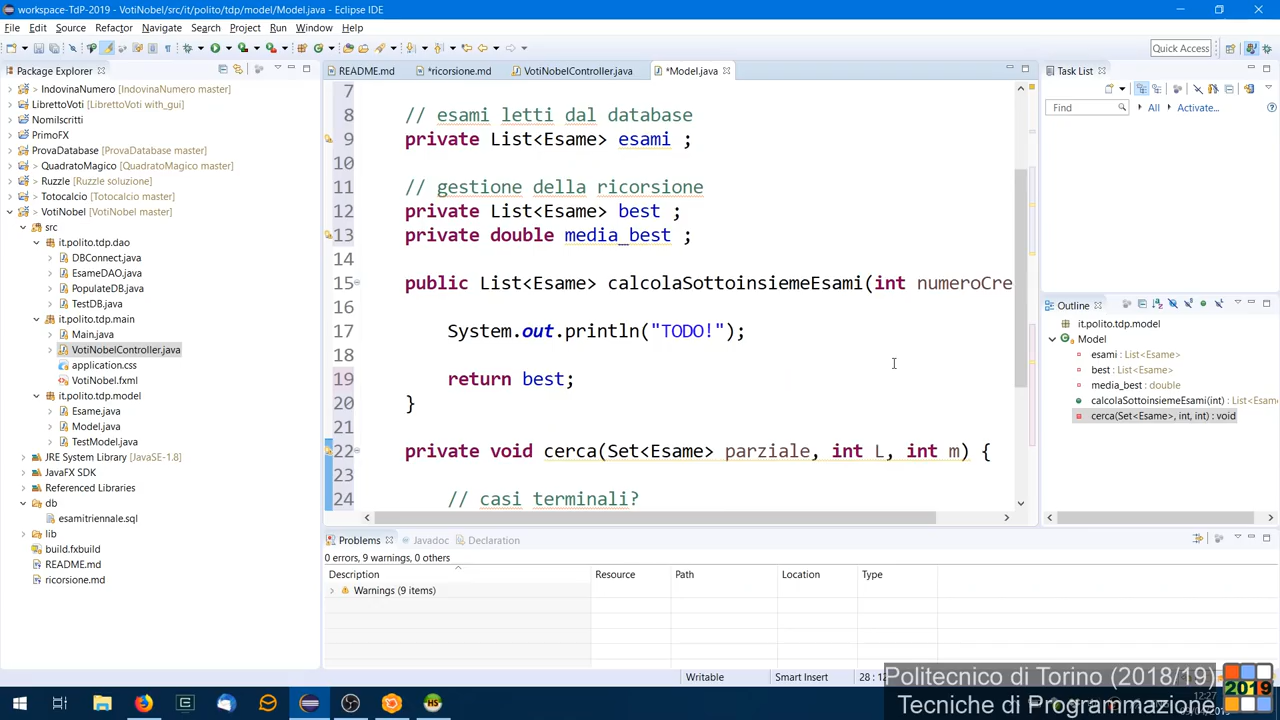 workspace-TdP-2019 - VotiNobel/src/it/polito/tdp/model/Model.java - Eclipse IDE
File Edit Source Refactor Navigate Search Project Run Window Help
Quick Access
Package Explorer
IndovinaNumero [IndovinaNumero master]
LibrettoVoti [LibrettoVoti with_gui]
NomiIscritti
PrimoFX
ProvaDatabase [ProvaDatabase master]
> QuadratoMagico [QuadratoMagico master]
> Ruzzle [Ruzzle soluzione]
> Totocalcio [Totocalcio master]
> VotiNobel [VotiNobel master]
src
it.polito.tdp.dao
DBConnect.java
EsameDAO.java
PopulateDB.java
TestDB.java
it.polito.tdp.main
Main.java
VotiNobelController.java
application.css
VotiNobel.fxml
it.polito.tdp.model
Esame.java
Model.java
TestModel.java
JRE System Library [JavaSE-1.8]
JavaFX SDK
Referenced Libraries
db
esamitriennale.sql
lib
build.fxbuild
README.md
ricorsione.md
README.md *ricorsione.md VotiNobelController.java *Model.java
7
8 // esami letti dal database
9 private List<Esame> esami ;
10
11 // gestione della ricorsione
12 private List<Esame> best ;
13 private double media_best ;
14
15 public List<Esame> calcolaSottoinsiemeEsami(int numeroCre
16
17 System.out.println("TODO!");
18
19 return best;
20 }
21
22 private void cerca(Set<Esame> parziale, int L, int m) {
23
24 // casi terminali?
Task List
Find All Activate...
Outline
it.polito.tdp.model
Model
esami : List<Esame>
best : List<Esame>
media_best : double
calcolaSottoinsiemeEsami(int) : List<Esam
cerca(Set<Esame>, int, int) : void
Problems Javadoc Declaration
0 errors, 9 warnings, 0 others
Description Resource Path Location Type
Warnings (9 items)
Writable Smart Insert 28 : 12
Politecnico di Torino (2018/19)
Tecniche di Programmazione
2019
12:27